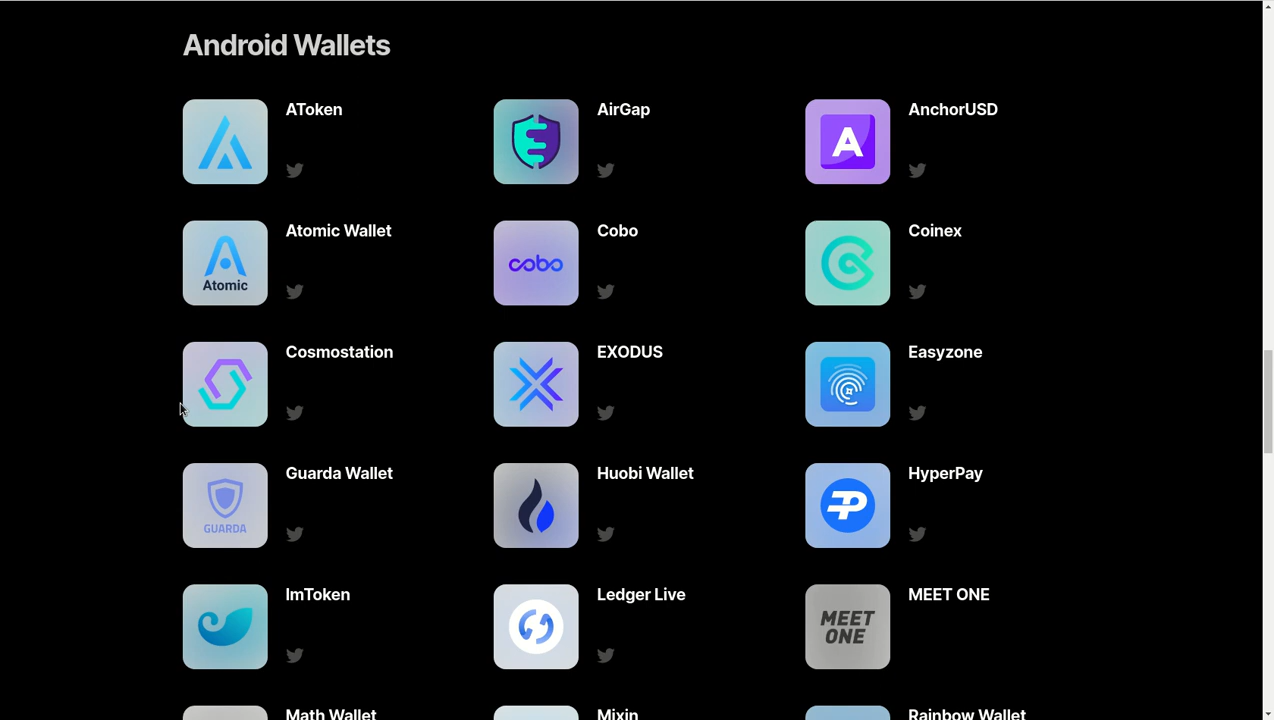 Android Wallets
AToken
AirGap
AnchorUSD
A
Atomic Wallet
Atomic
Cobo
cobo
Coinex
Cosmostation
EXODUS
Easyzone
Guarda Wallet
GUARDA
Huobi Wallet
HyperPay
ImToken
Ledger Live
MEET ONE
MEET
ONE
Math Wallet
Mixin
Rainbow Wallet